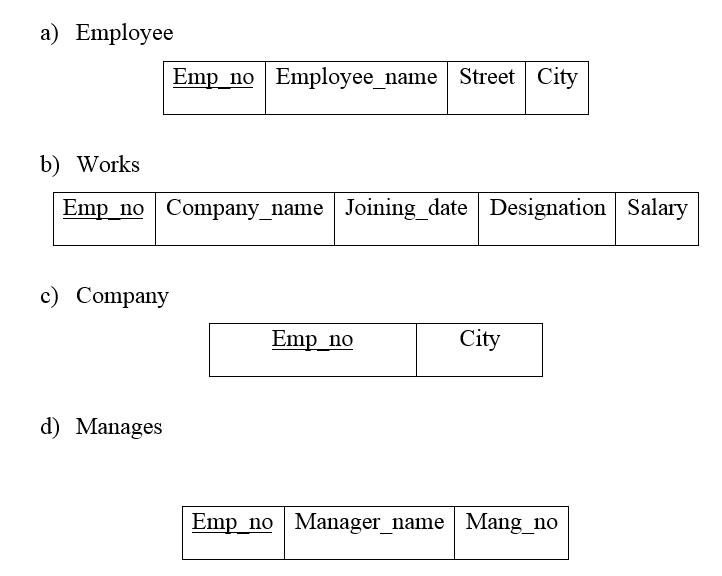 a) Employee
Emp_no Employee_name Street City
b) Works
Emp_no Company_name Joining_date Designation Salary
c) Company
Emp_no City
d) Manages
Emp_no Manager_name Mang_no